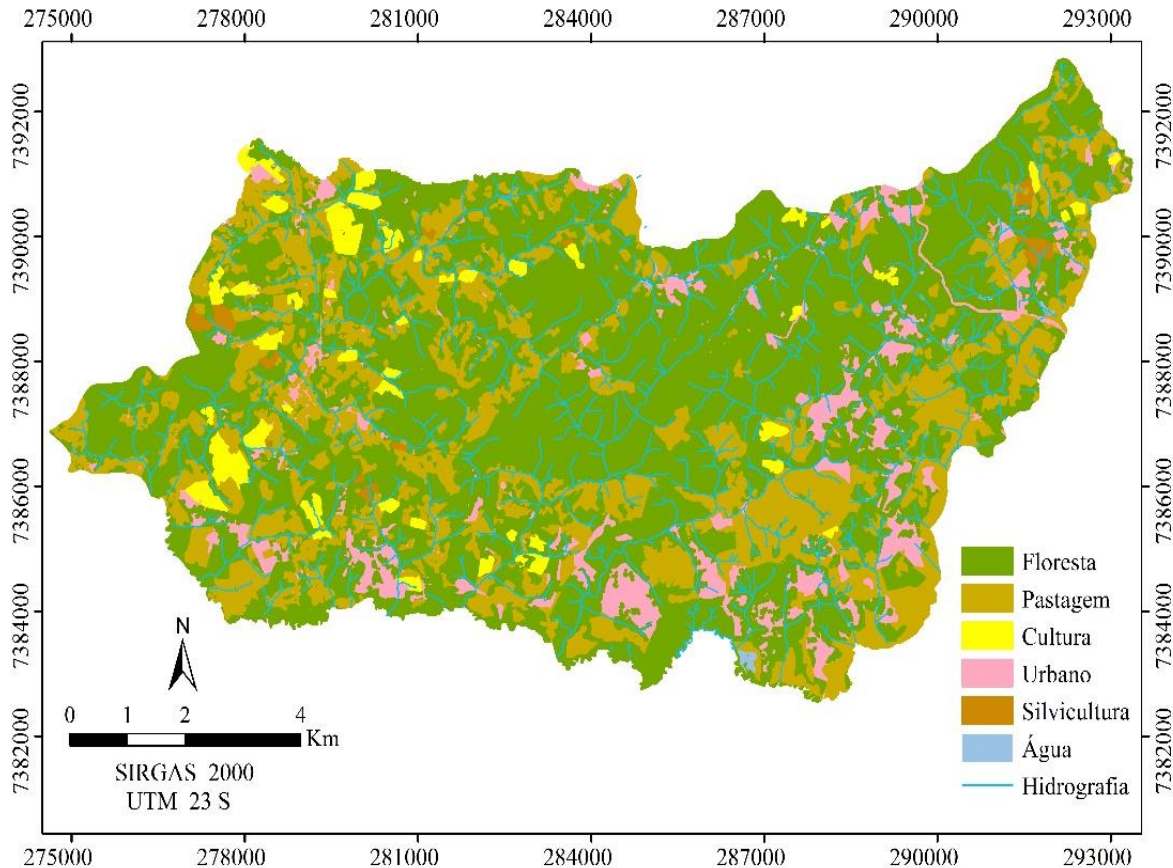 275000 278000 281000 284000 287000 290000 293000
7392000 7392000
7390000 7390000
7388000 7388000
7386000 7386000
7384000 7384000
7382000 7382000
Floresta
Pastagem
Cultura
Urbano
Silvicultura
Água
Hidrografia
N
0 1 2 4
Km
SIRGAS 2000
UTM 23 S
275000 278000 281000 284000 287000 290000 293000